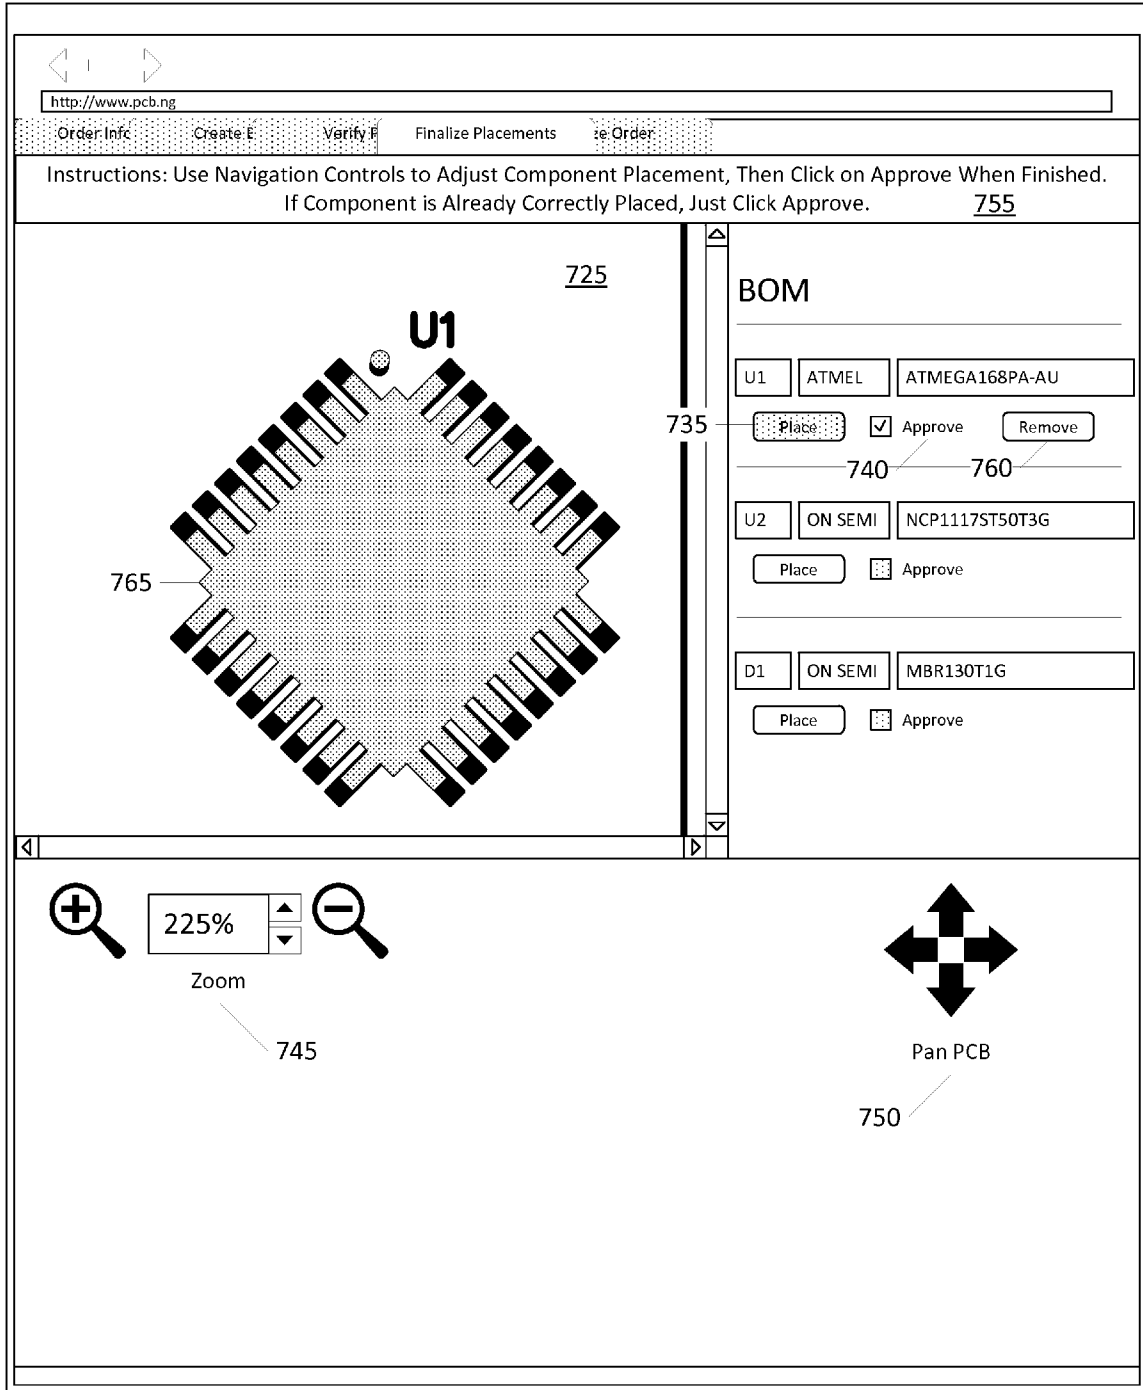 http://www.pcb.ng
Order Info Create E Verify P Finalize Placements ze Order
Instructions: Use Navigation Controls to Adjust Component Placement, Then Click on Approve When Finished.
If Component is Already Correctly Placed, Just Click Approve. 755
725
U1
765
BOM
U1 ATMEL ATMEGA168PA-AU
735 Place Approve Remove
740 760
U2 ON SEMI NCP1117ST50T3G
Place Approve
D1 ON SEMI MBR130T1G
Place Approve
225%
Zoom
745
Pan PCB
750